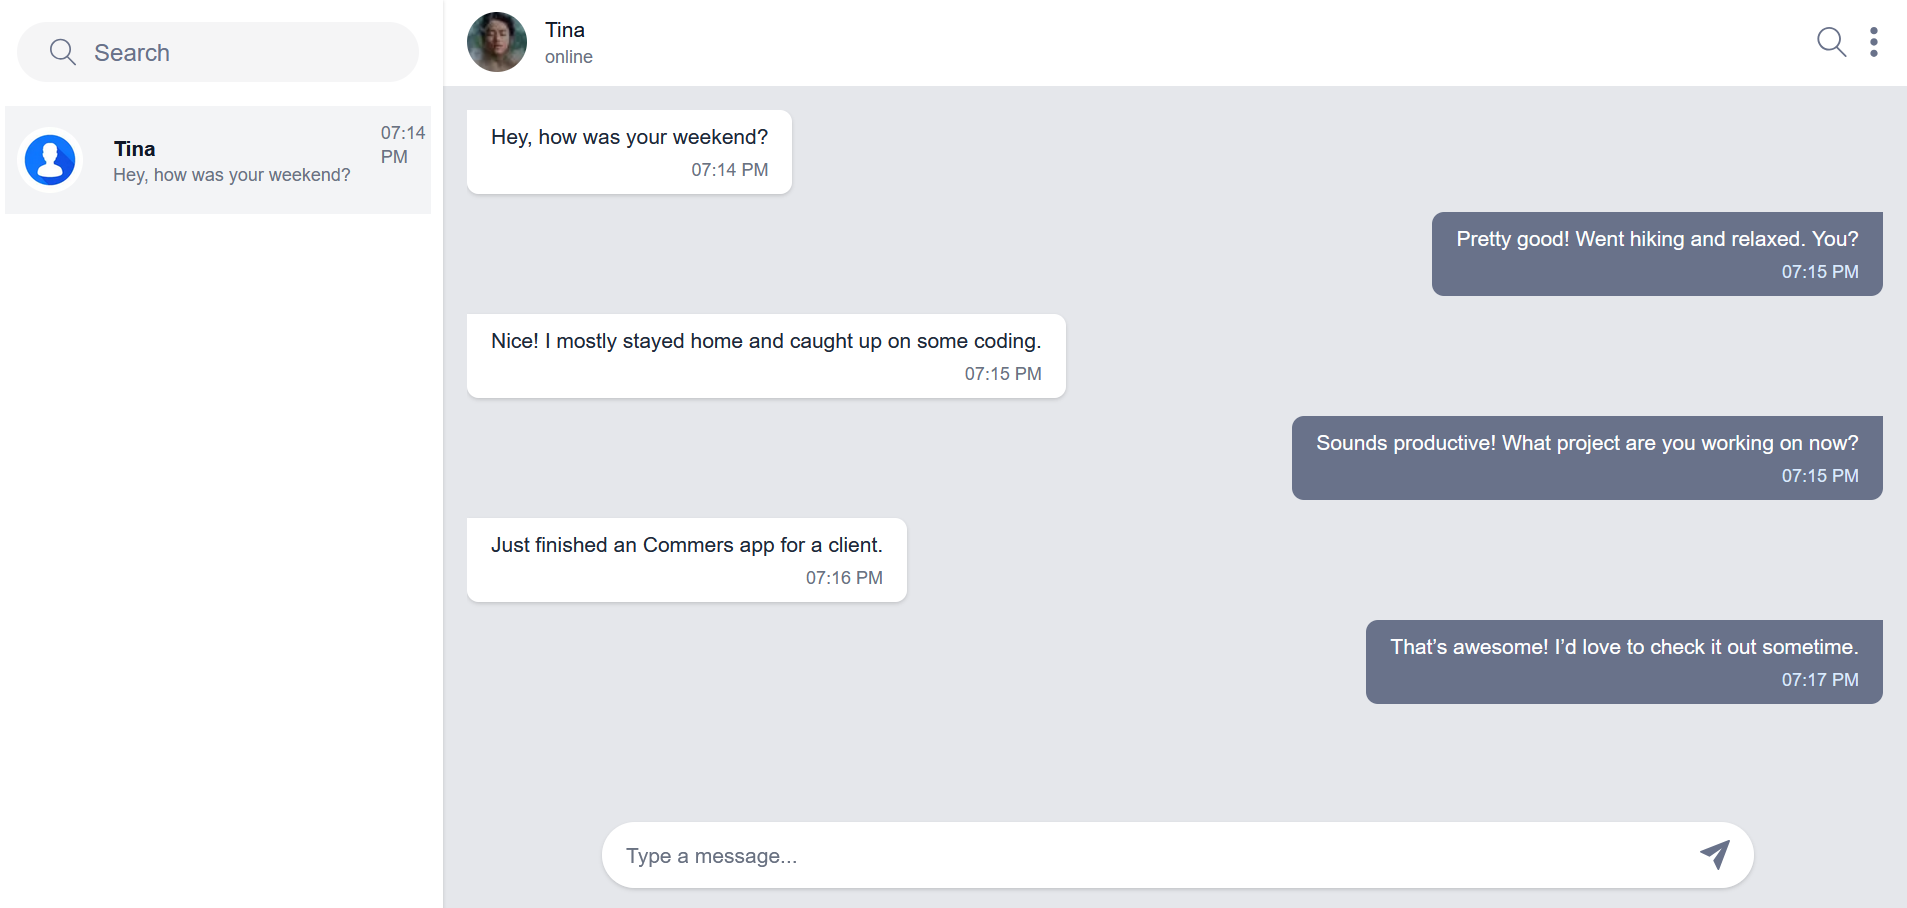 Search
Tina
07:14
PM
Hey, how was your weekend?
Tina
online
Hey, how was your weekend?
07:14 PM
Pretty good! Went hiking and relaxed. You?
07:15 PM
Nice! I mostly stayed home and caught up on some coding.
07:15 PM
Sounds productive! What project are you working on now?
07:15 PM
Just finished an Commers app for a client.
07:16 PM
That’s awesome! I’d love to check it out sometime.
07:17 PM
Type a message...